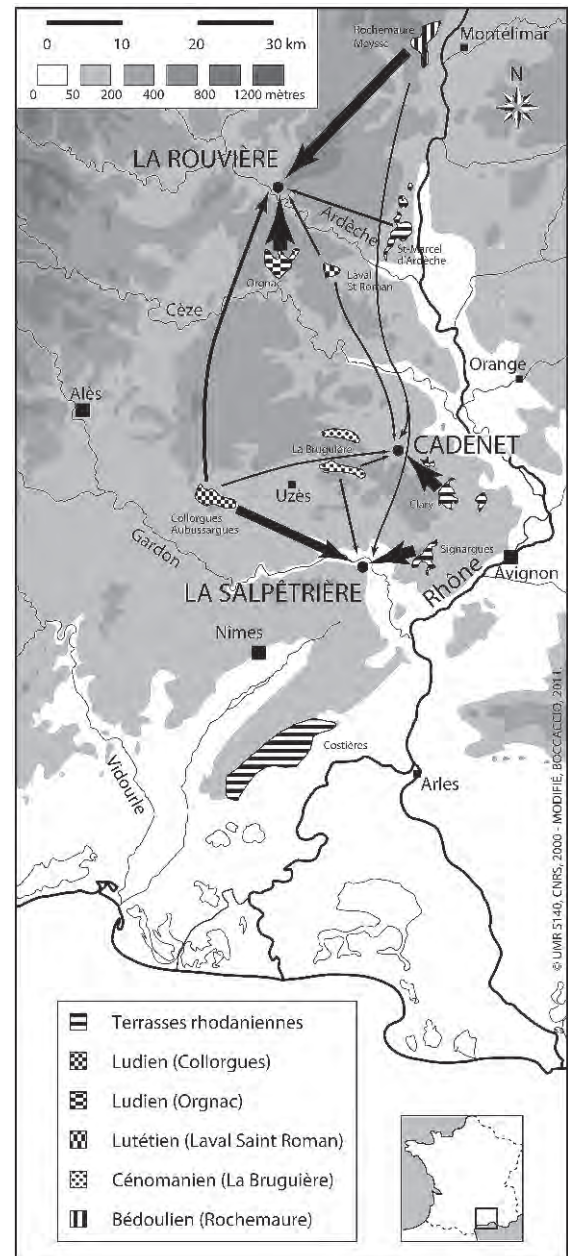 0 10 20 30 km
0 50 200 400 800 1200 mètres
Rochemaure
Meysse
Montélimar
N
LA ROUVIÈRE
Ardèche
St-Marcel
d'Ardèche
Orgnac
Laval
St Roman
Cèze
Orange
Alès
La Bruguière
CADENET
Uzès
Clary
Collorgues
Aubussargues
Signargues
Gardon
Rhône
Avignon
LA SALPÊTRIÈRE
Nîmes
Costières
Vidourle
Arles
© UMR 5140, CNRS, 2000 - MODIFIÉ, BOCCACCIO, 2011.
Terrasses rhodaniennes
Ludien (Collorgues)
Ludien (Orgnac)
Lutétien (Laval Saint Roman)
Cénomanien (La Bruguière)
Bédoulien (Rochemaure)